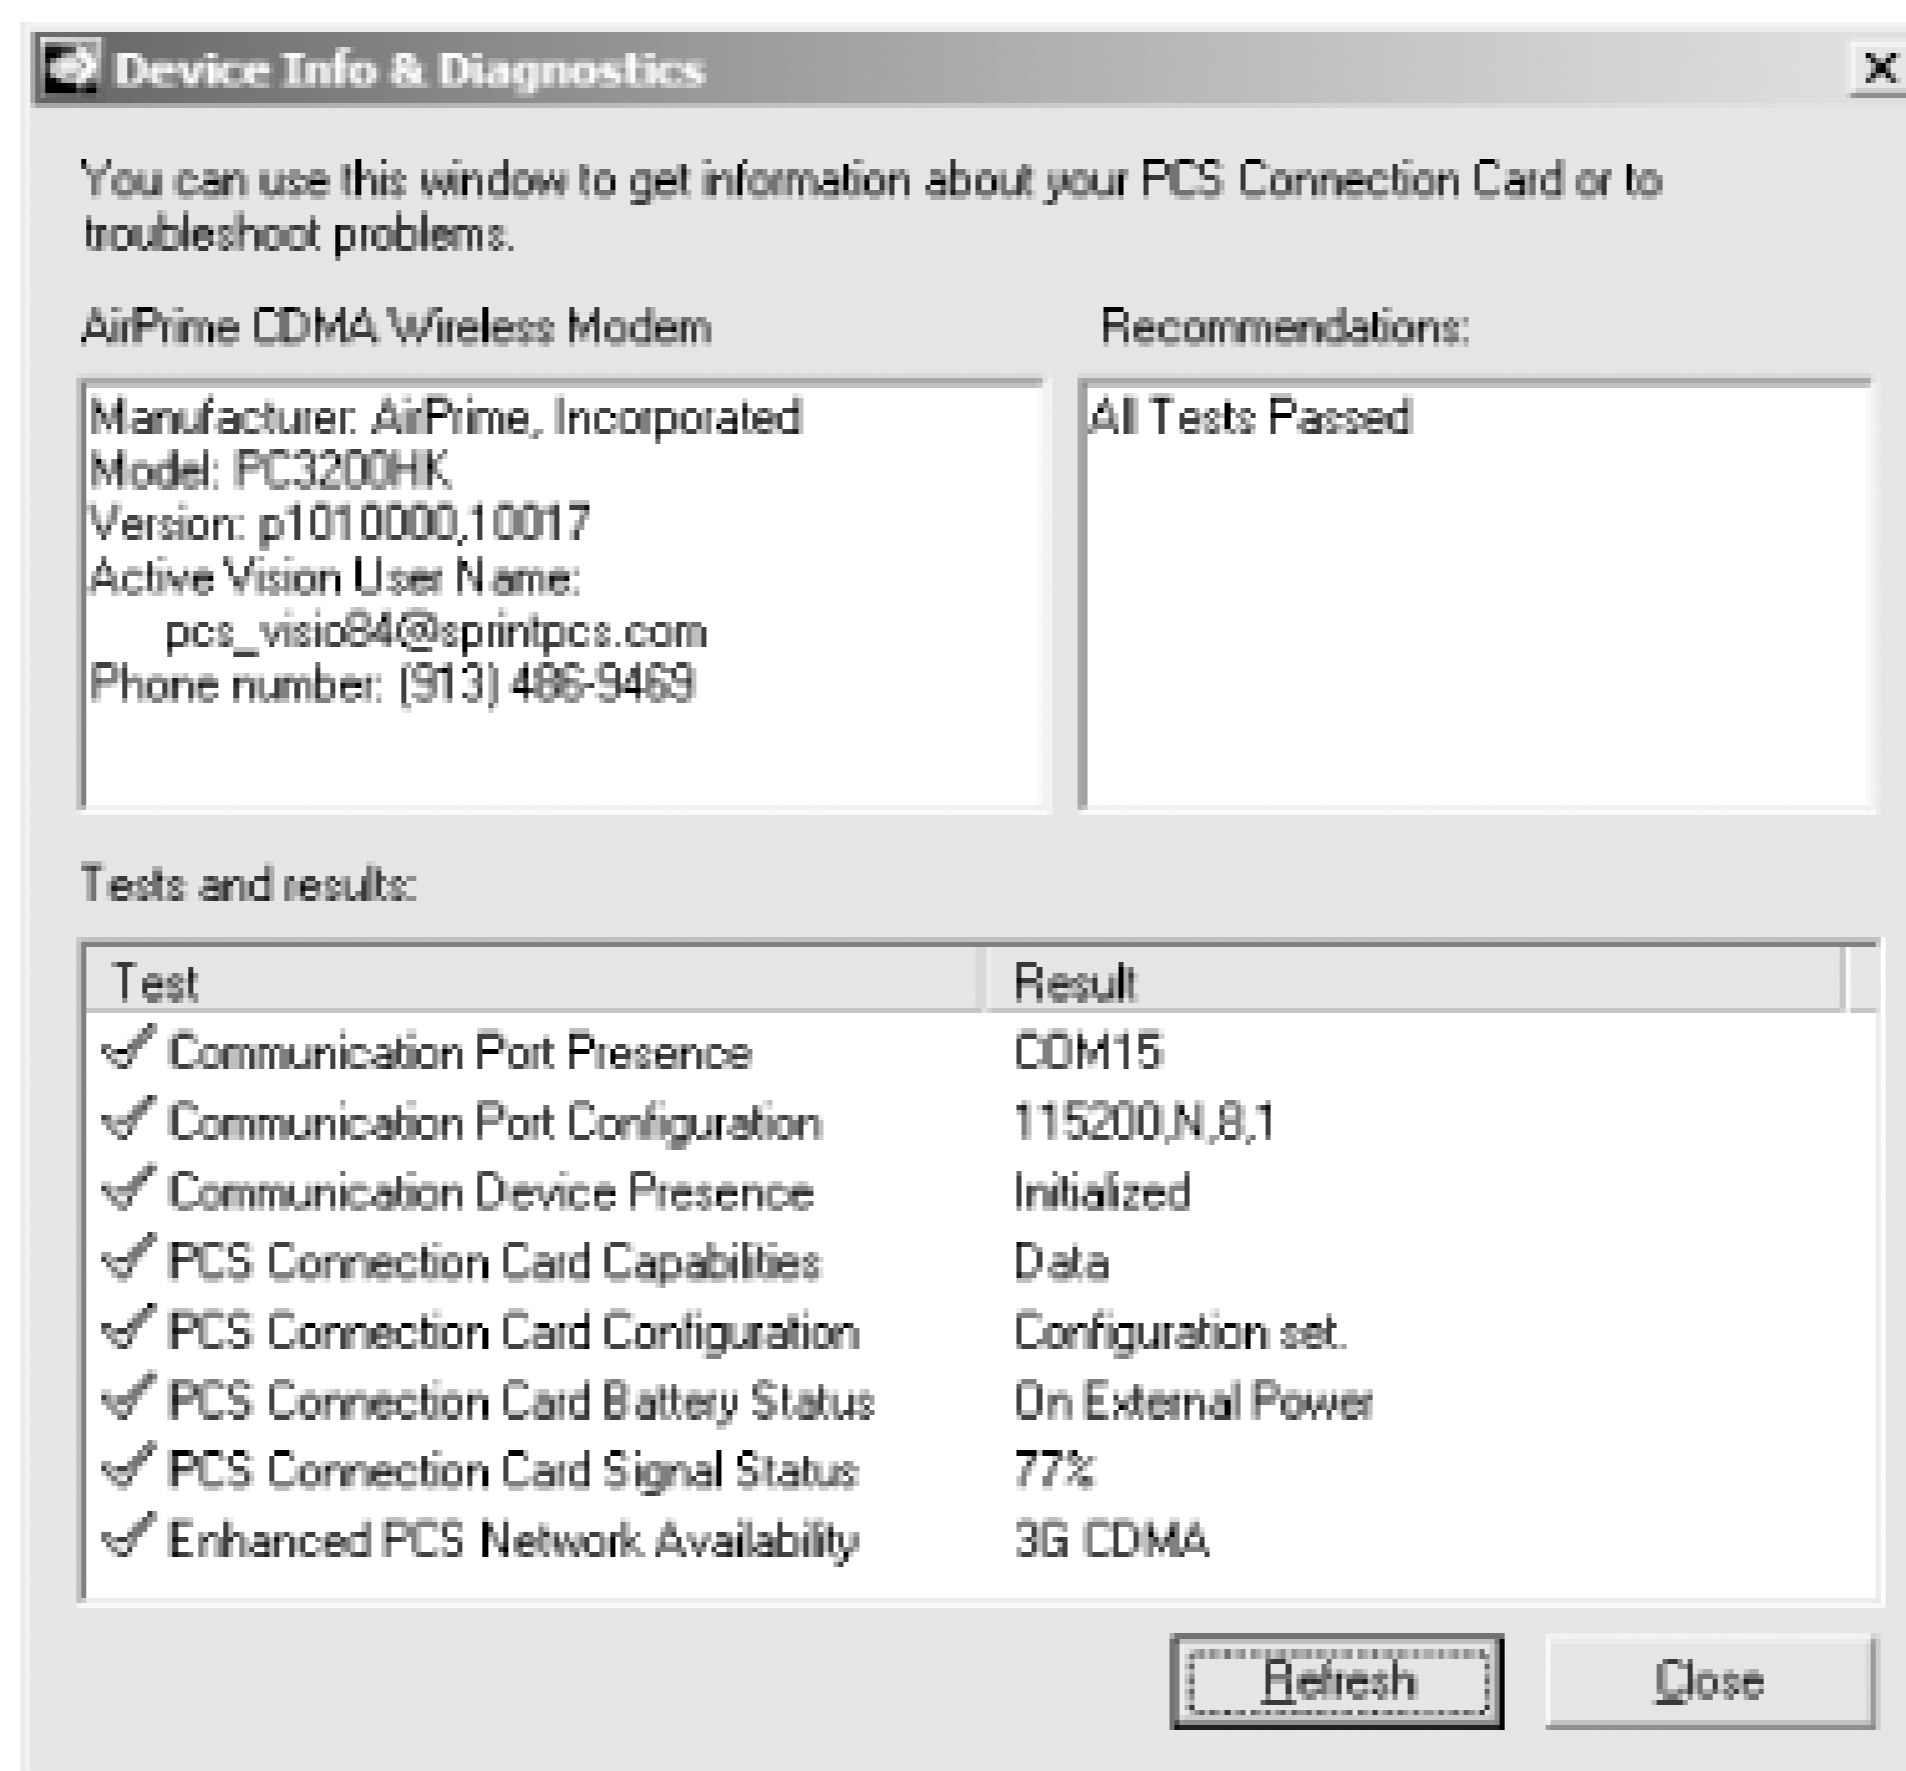 Device Info & Diagnostics
You can use this window to get information about your PCS Connection Card or to
troubleshoot problems.
AirPrime CDMA Wireless Modem
Recommendations:
Manufacturer: AirPrime, Incorporated
Model: PC3200HK
Version: p1010000,10017
Active Vision User Name:
pcs_visio84@sprintpcs.com
Phone number: (913) 486-9469
All Tests Passed
Tests and results:
Test Result
Communication Port Presence COM15
Communication Port Configuration 115200,N,8,1
Communication Device Presence Initialized
PCS Connection Card Capabilities Data
PCS Connection Card Configuration Configuration set.
PCS Connection Card Battery Status On External Power
PCS Connection Card Signal Status 77%
Enhanced PCS Network Availability 3G CDMA
Refresh Close